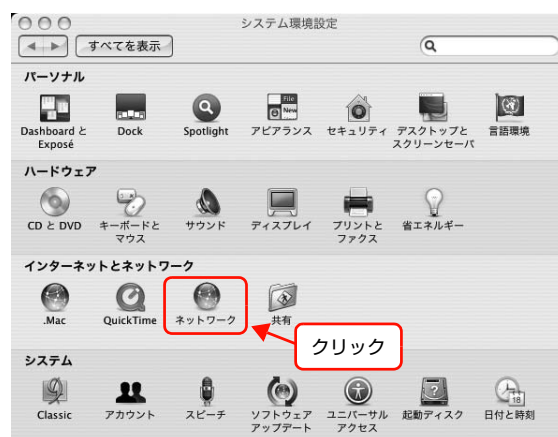 システム環境設定
すべてを表示
パーソナル
Dashboard と
Exposé
Dock
Spotlight
File
New
アピアランス
セキュリティ
デスクトップと
スクリーンセーバ
言語環境
ハードウェア
CD と DVD
キーボードと
マウス
サウンド
ディスプレイ
プリントと
ファクス
省エネルギー
インターネットとネットワーク
.Mac
QuickTime
ネットワーク
共有
クリック
システム
Classic
アカウント
スピーチ
ソフトウェア
アップデート
ユニバーサル
アクセス
起動ディスク
18
日付と時刻